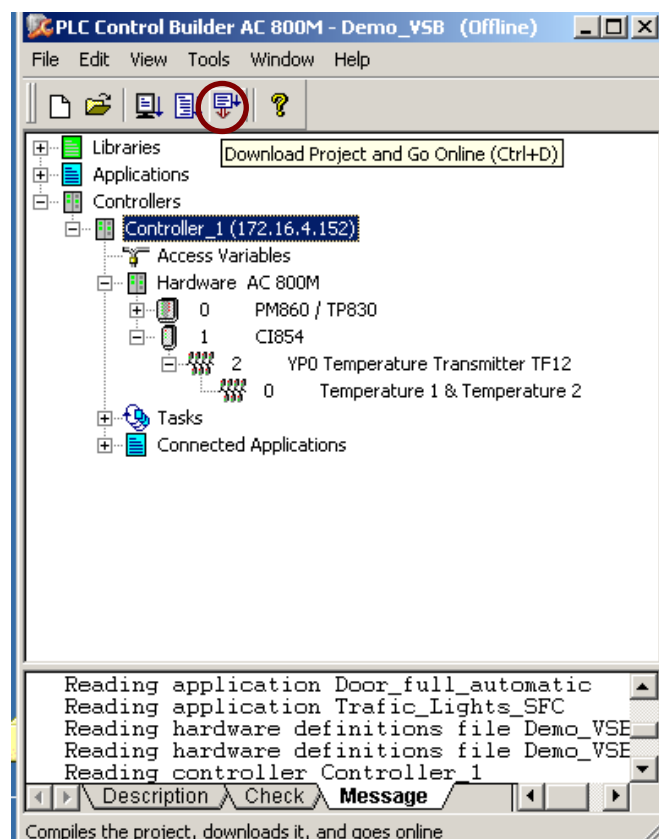 PLC Control Builder AC 800M - Demo_VSB (Offline)
File Edit View Tools Window Help
Download Project and Go Online (Ctrl+D)
Libraries
Applications
Controllers
Controller_1 (172.16.4.152)
Access Variables
Hardware AC 800M
0 PM860 / TP830
1 CI854
2 YP0 Temperature Transmitter TF12
0 Temperature 1 & Temperature 2
Tasks
Connected Applications
Reading application Door_full_automatic
Reading application Trafic_Lights_SFC
Reading hardware definitions file Demo_VSB
Reading hardware definitions file Demo_VSB
Reading controller Controller_1
Description Check Message
Compiles the project, downloads it, and goes online